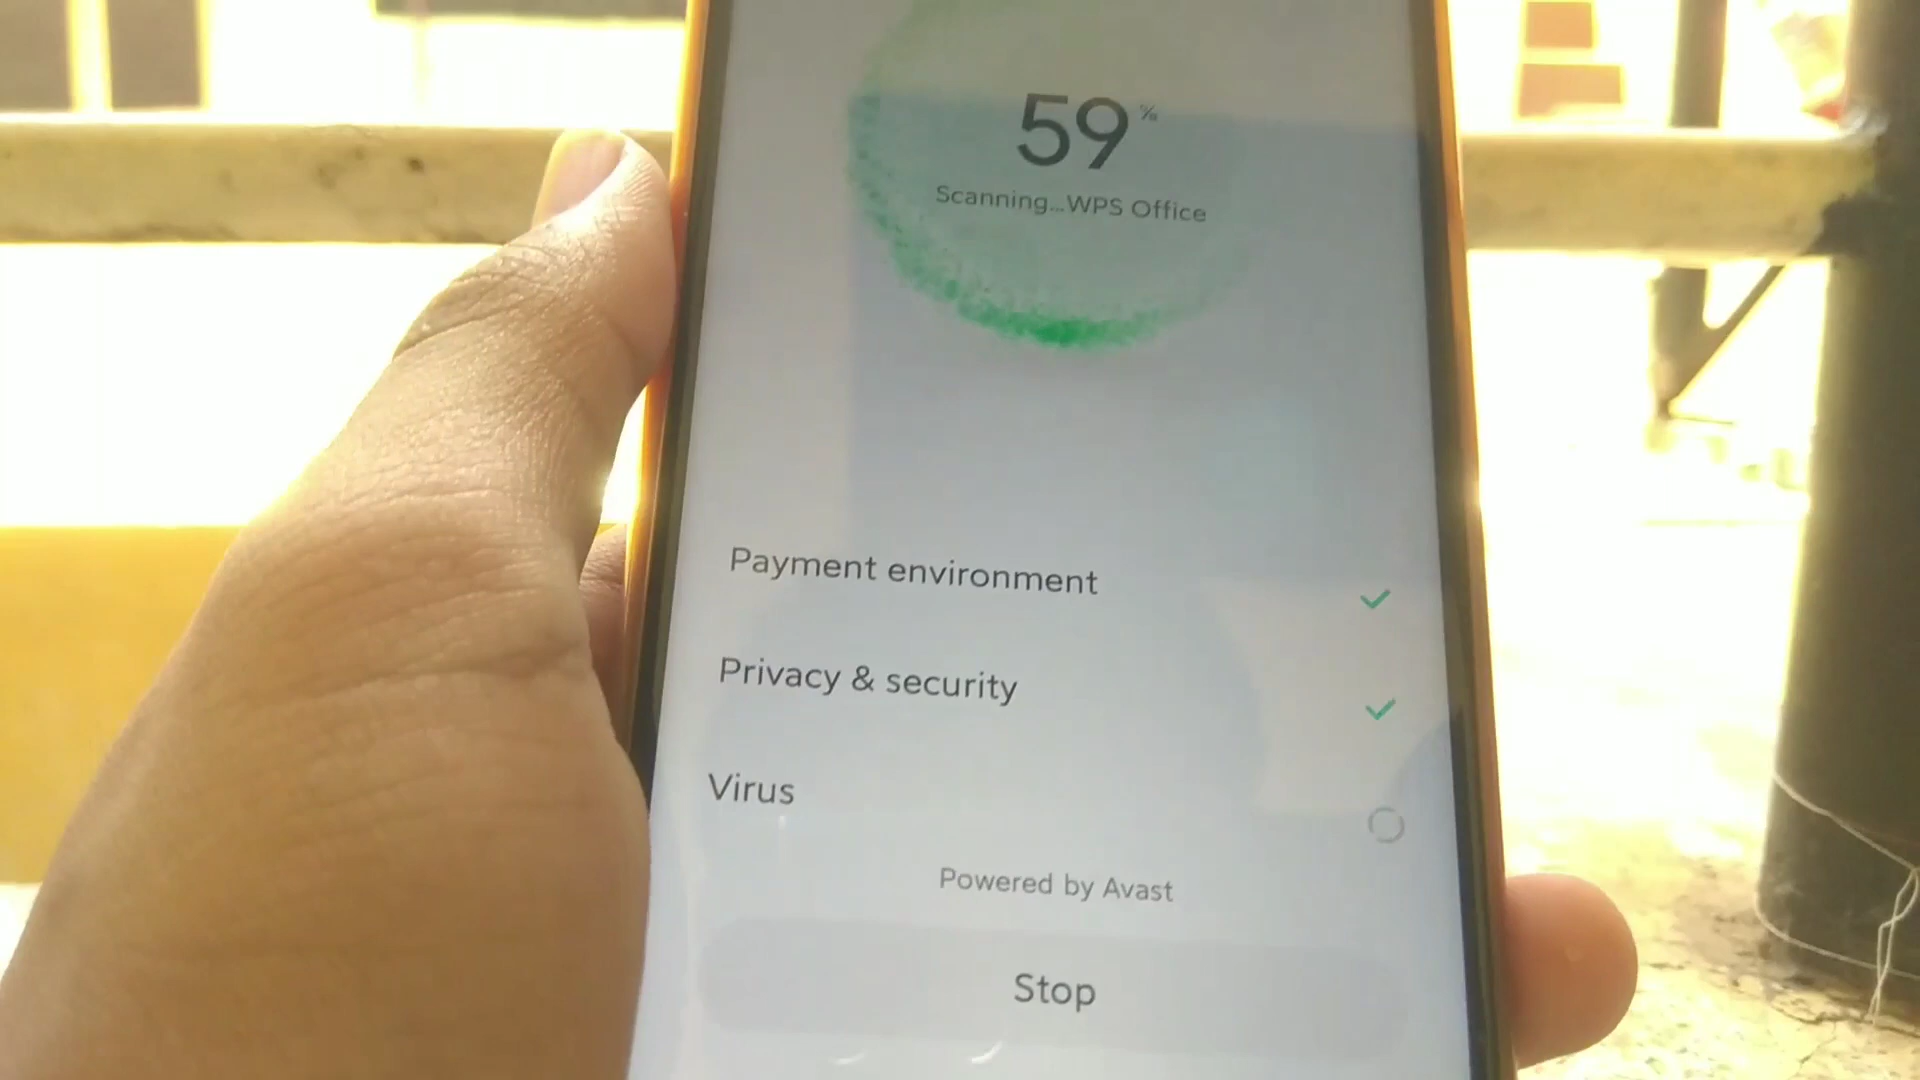 59%
Scanning...WPS Office
Payment environment
Privacy & security
Virus
Powered by Avast
Stop